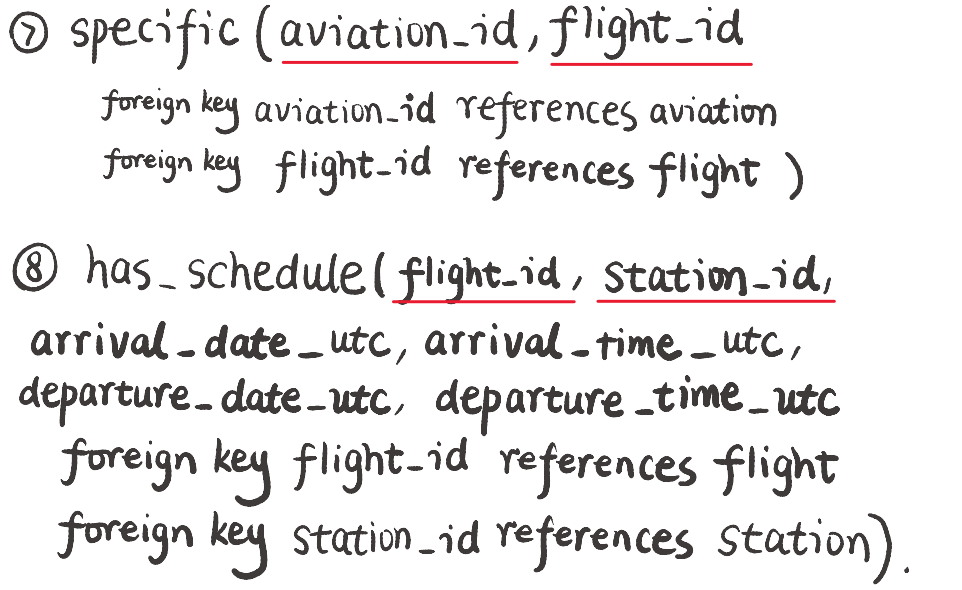 ⑦ specific (aviation_id, flight_id
foreign key aviation_id references aviation
foreign key flight_id references flight )
⑧ has_schedule(flight_id, station_id,
arrival_date_utc, arrival_time_utc,
departure_date_utc, departure_time_utc
foreign key flight_id references flight
foreign key station_id references station).